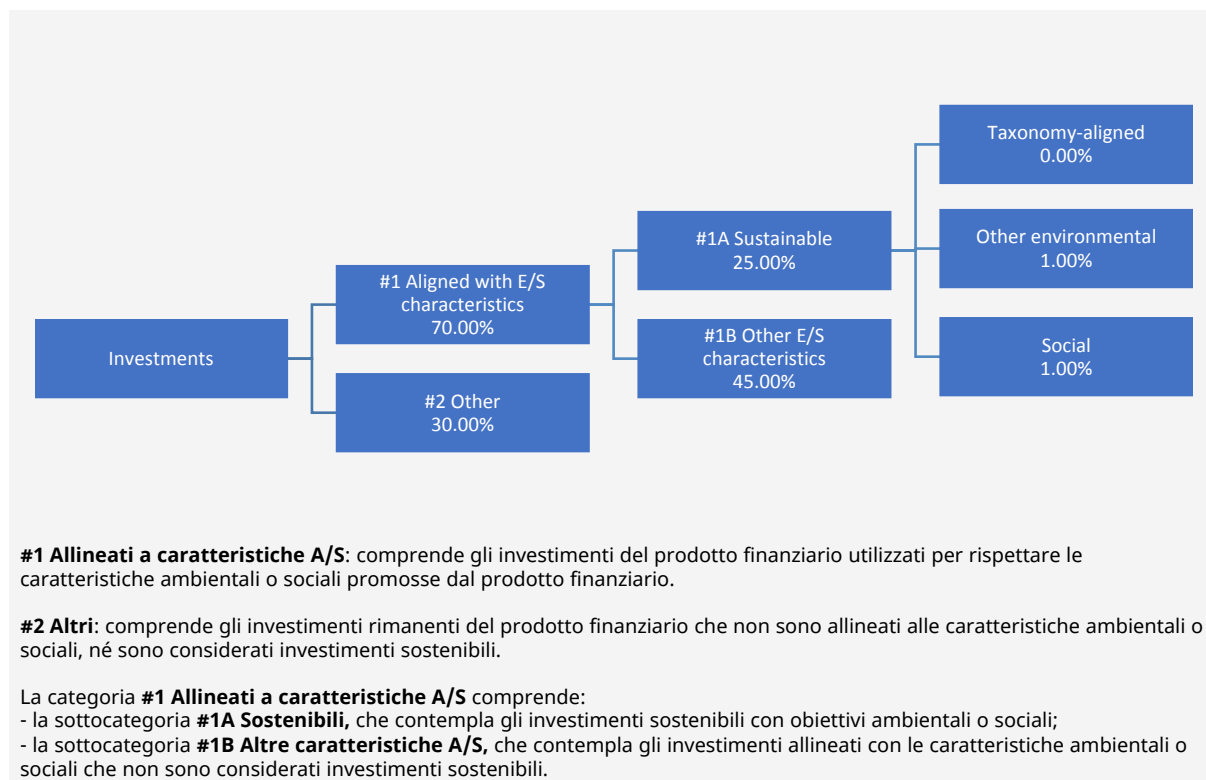 Investments
#1 Aligned with E/S
characteristics
70.00%
#2 Other
30.00%
#1A Sustainable
25.00%
#1B Other E/S
characteristics
45.00%
Taxonomy-aligned
0.00%
Other environmental
1.00%
Social
1.00%
#1 Allineati a caratteristiche A/S: comprende gli investimenti del prodotto finanziario utilizzati per rispettare le
caratteristiche ambientali o sociali promosse dal prodotto finanziario.
#2 Altri: comprende gli investimenti rimanenti del prodotto finanziario che non sono allineati alle caratteristiche ambientali o
sociali, né sono considerati investimenti sostenibili.
La categoria #1 Allineati a caratteristiche A/S comprende:
- la sottocategoria #1A Sostenibili, che contempla gli investimenti sostenibili con obiettivi ambientali o sociali;
- la sottocategoria #1B Altre caratteristiche A/S, che contempla gli investimenti allineati con le caratteristiche ambientali o
sociali che non sono considerati investimenti sostenibili.